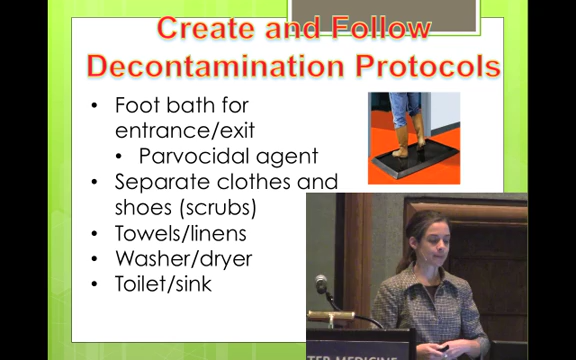 Create and Follow
Decontamination Protocols
• Foot bath for
entrance/exit
• Parvocidal agent
• Separate clothes and
shoes (scrubs)
• Towels/linens
• Washer/dryer
• Toilet/sink
TER MEDICINE